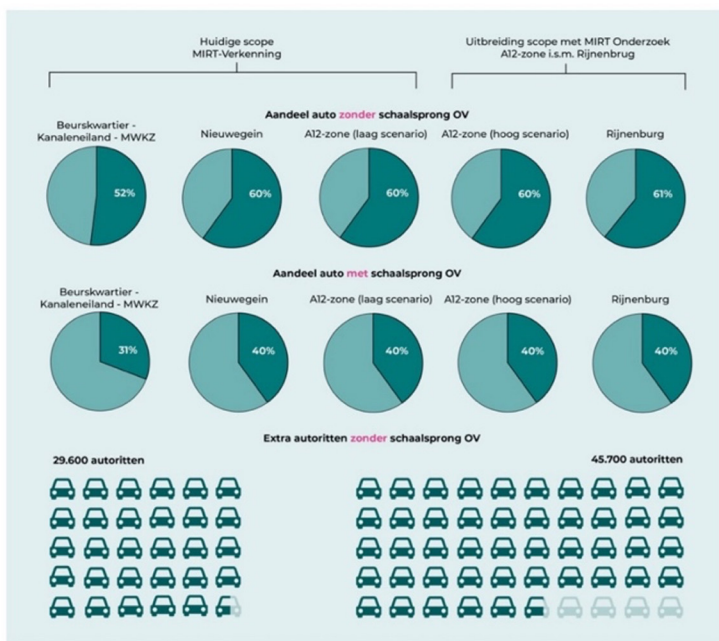 Huidige scope
MIRT-Verkenning
Uitbreiding scope met MIRT Onderzoek
A12-zone i.s.m. Rijnenbrug
Aandeel auto zonder schaalsprong OV
Beurskwartier -
Kanaleneiland - MWKZ
Nieuwegein
A12-zone (laag scenario)
A12-zone (hoog scenario)
Rijnenburg
52%
60%
60%
60%
61%
Aandeel auto met schaalsprong OV
Beurskwartier -
Kanaleneiland - MWKZ
Nieuwegein
A12-zone (laag scenario)
A12-zone (hoog scenario)
Rijnenburg
31%
40%
40%
40%
40%
Extra autoritten zonder schaalsprong OV
29.600 autoritten
45.700 autoritten